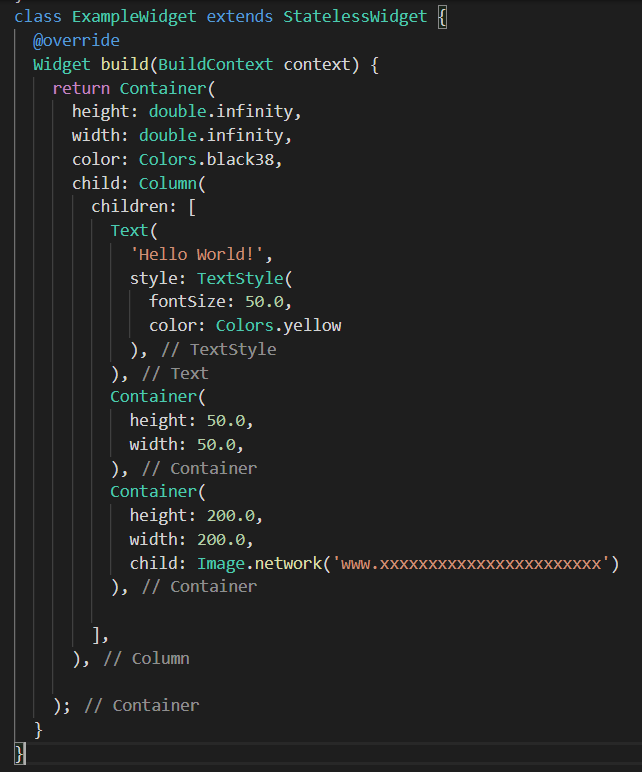 class ExampleWidget extends StatelessWidget {
  @override
  Widget build(BuildContext context) {
    return Container(
      height: double.infinity,
      width: double.infinity,
      color: Colors.black38,
      child: Column(
        children: [
          Text(
            'Hello World!',
            style: TextStyle(
              fontSize: 50.0,
              color: Colors.yellow
            ), // TextStyle
          ), // Text
          Container(
            height: 50.0,
            width: 50.0,
          ), // Container
          Container(
            height: 200.0,
            width: 200.0,
            child: Image.network('www.xxxxxxxxxxxxxxxxxxxxxxx')
          ), // Container
        ],
      ), // Column
    ); // Container
  }
}